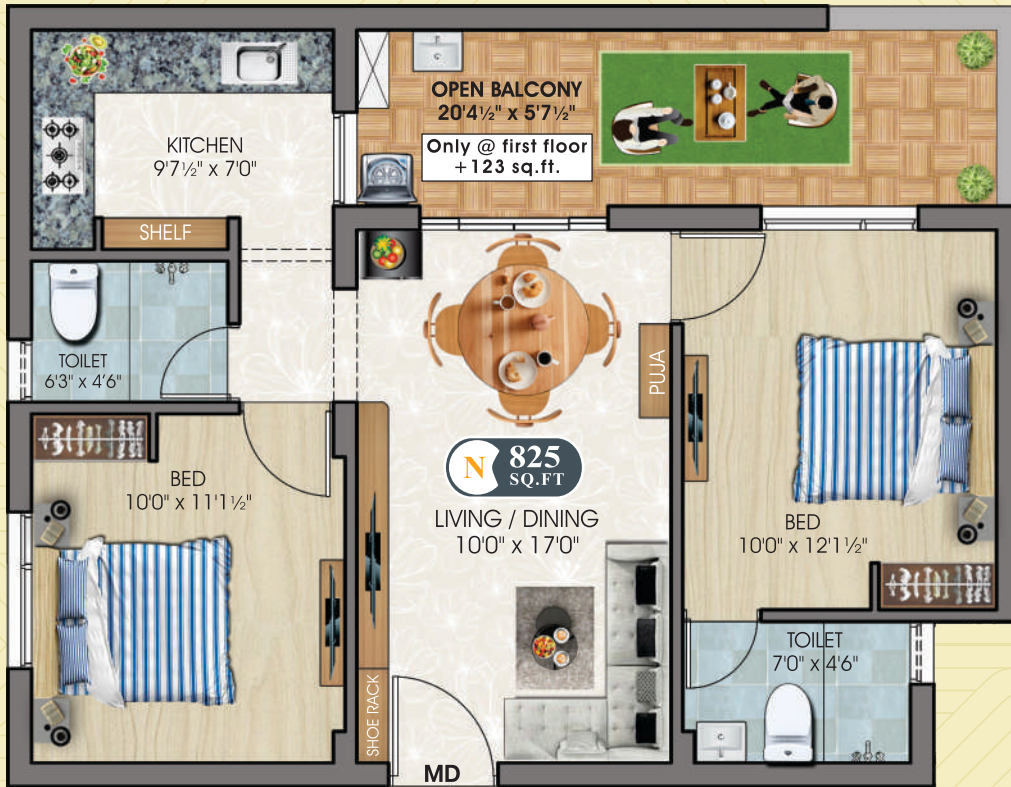 OPEN BALCONY
20'4½" x 5'7½"
Only @ first floor
+123 sq.ft.
KITCHEN
9'7½" x 7'0"
SHELF
TOILET
6'3" x 4'6"
PUJA
N 825
SQ.FT
BED
10'0" x 11'1½"
LIVING / DINING
10'0" x 17'0"
BED
10'0" x 12'1½"
TOILET
7'0" x 4'6"
SHOE RACK
MD